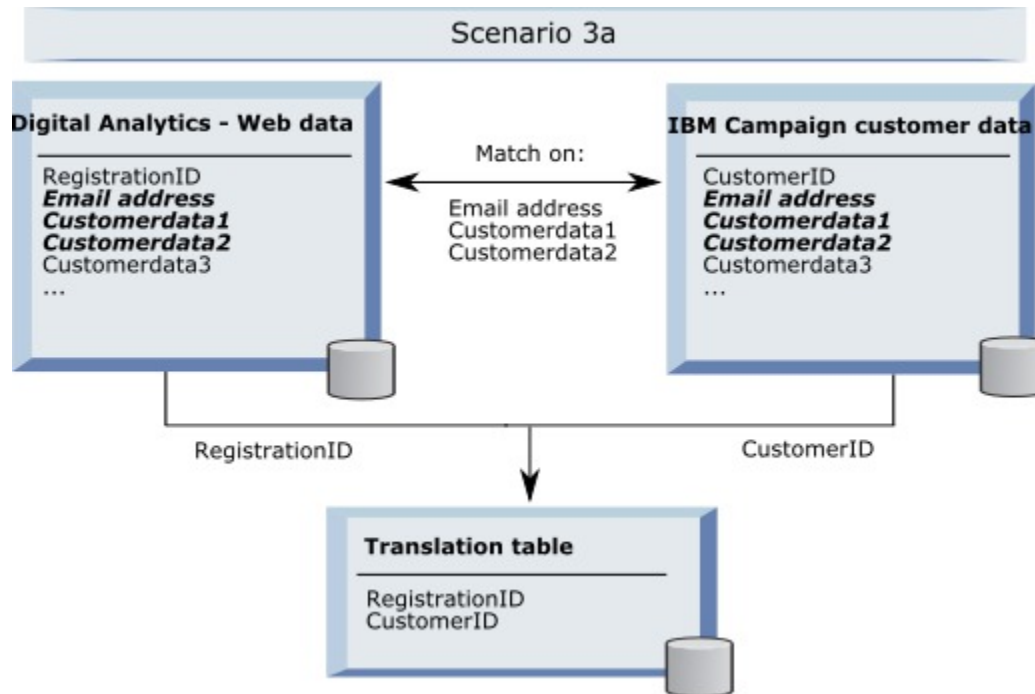 Scenario 3a
Digital Analytics - Web data
RegistrationID
Email address
Customerdata1
Customerdata2
Customerdata3
...
Match on:
Email address
Customerdata1
Customerdata2
IBM Campaign customer data
CustomerID
Email address
Customerdata1
Customerdata2
Customerdata3
...
RegistrationID
CustomerID
Translation table
RegistrationID
CustomerID